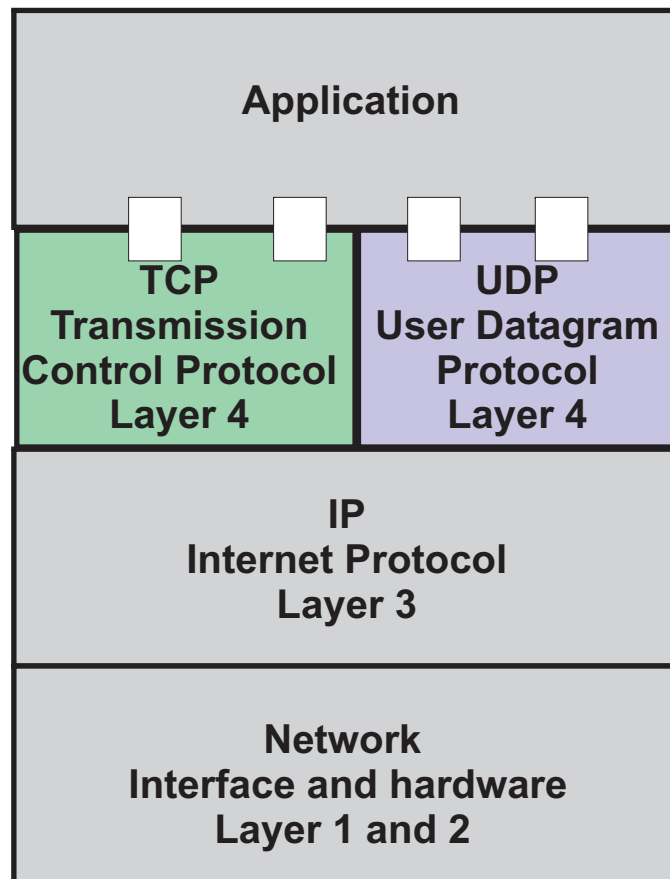 Application
TCP
Transmission
Control Protocol
Layer 4
UDP
User Datagram
Protocol
Layer 4
IP
Internet Protocol
Layer 3
Network
Interface and hardware
Layer 1 and 2